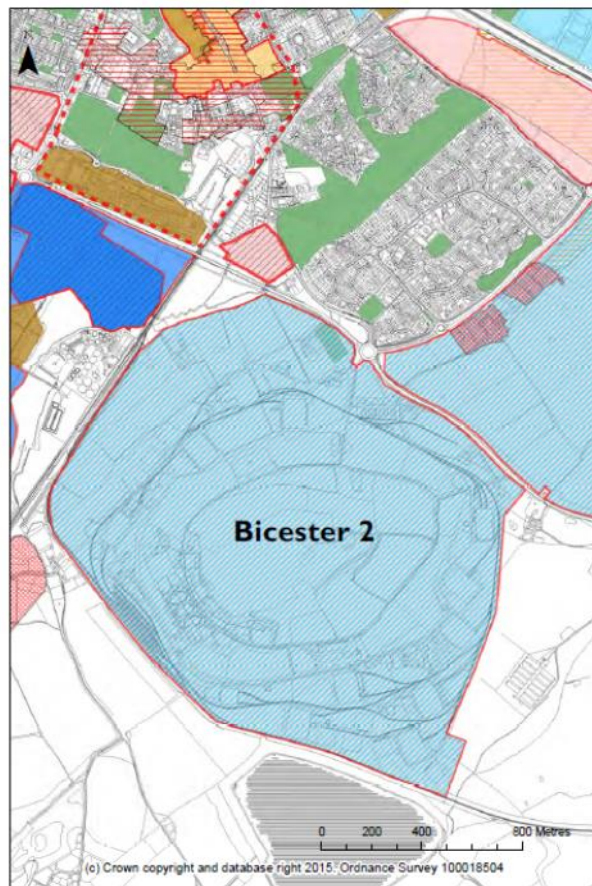 Bicester 2
0 200 400 800 Metres
(c) Crown copyright and database right 2015. Ordnance Survey 100018504